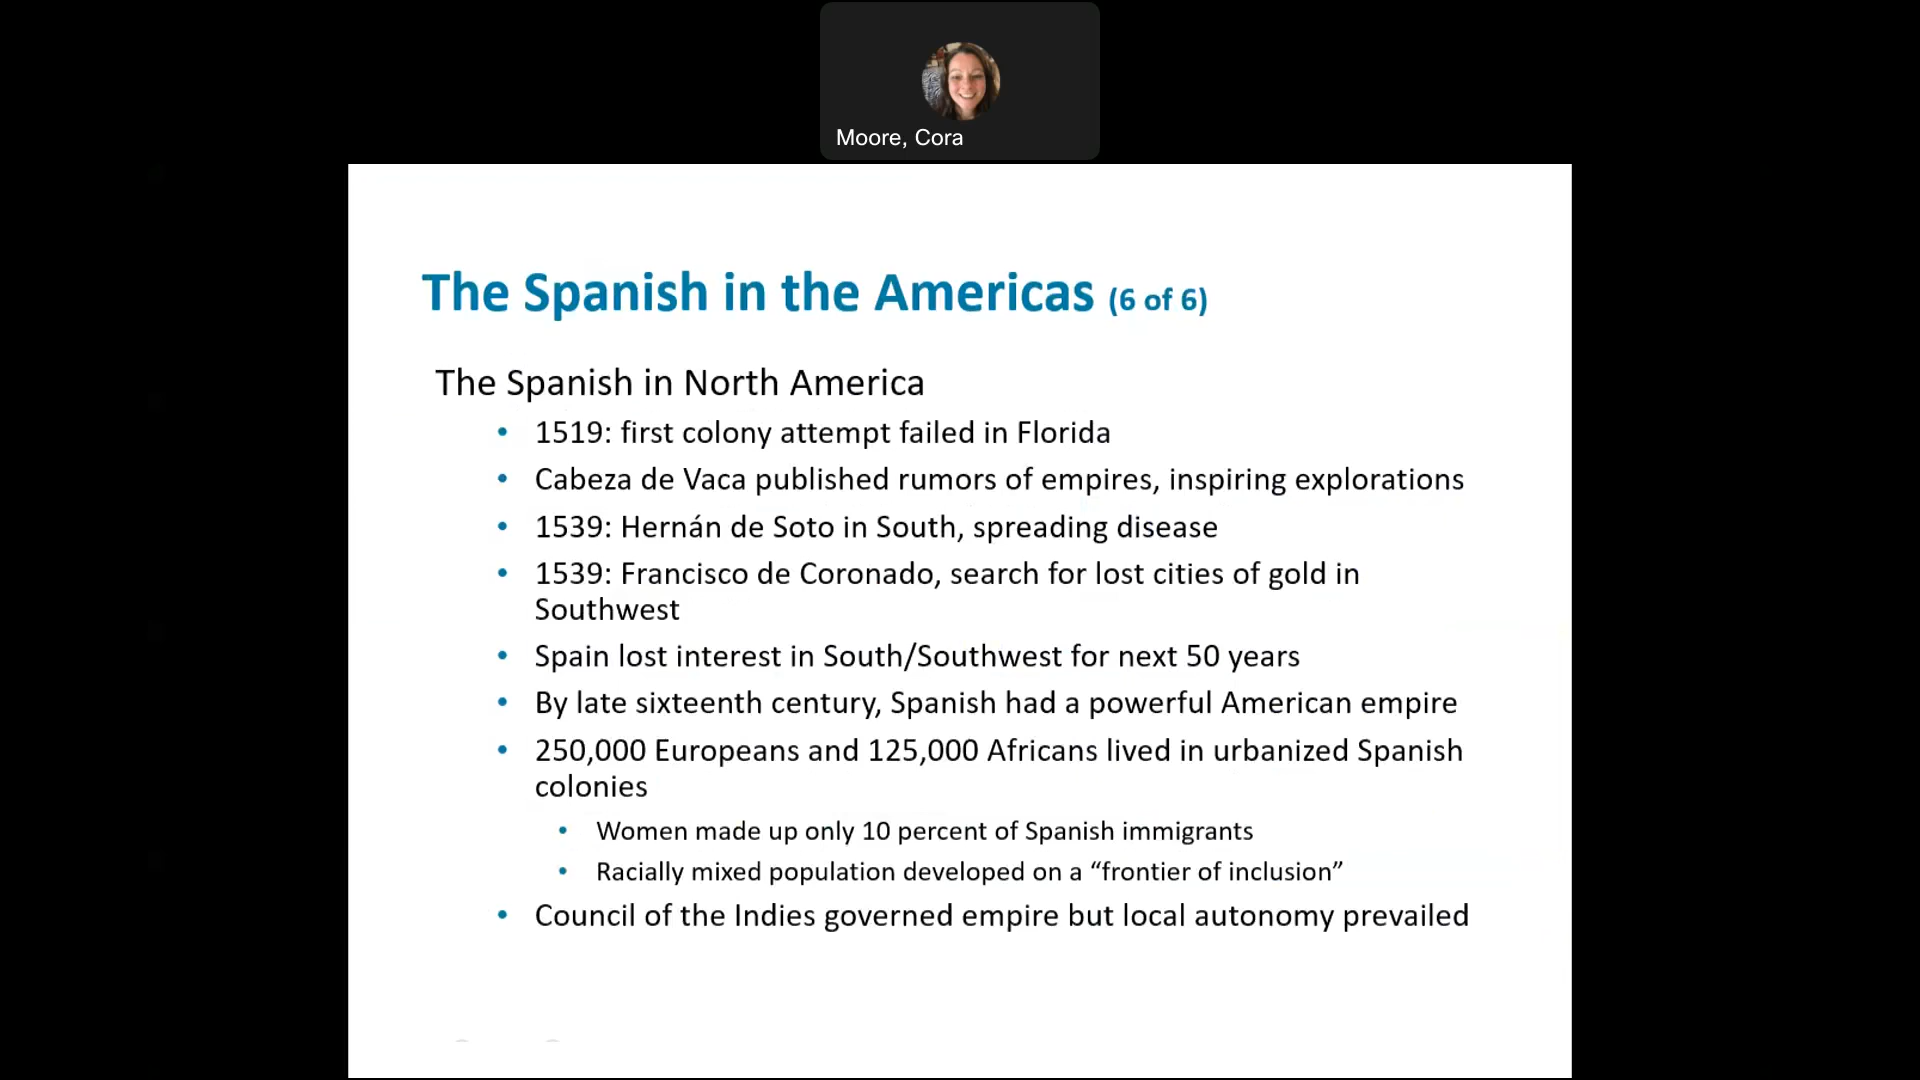 Moore, Cora
The Spanish in the Americas (6 of 6)
The Spanish in North America
• 1519: first colony attempt failed in Florida
• Cabeza de Vaca published rumors of empires, inspiring explorations
• 1539: Hernán de Soto in South, spreading disease
• 1539: Francisco de Coronado, search for lost cities of gold in
Southwest
• Spain lost interest in South/Southwest for next 50 years
• By late sixteenth century, Spanish had a powerful American empire
• 250,000 Europeans and 125,000 Africans lived in urbanized Spanish
colonies
• Women made up only 10 percent of Spanish immigrants
• Racially mixed population developed on a “frontier of inclusion”
• Council of the Indies governed empire but local autonomy prevailed